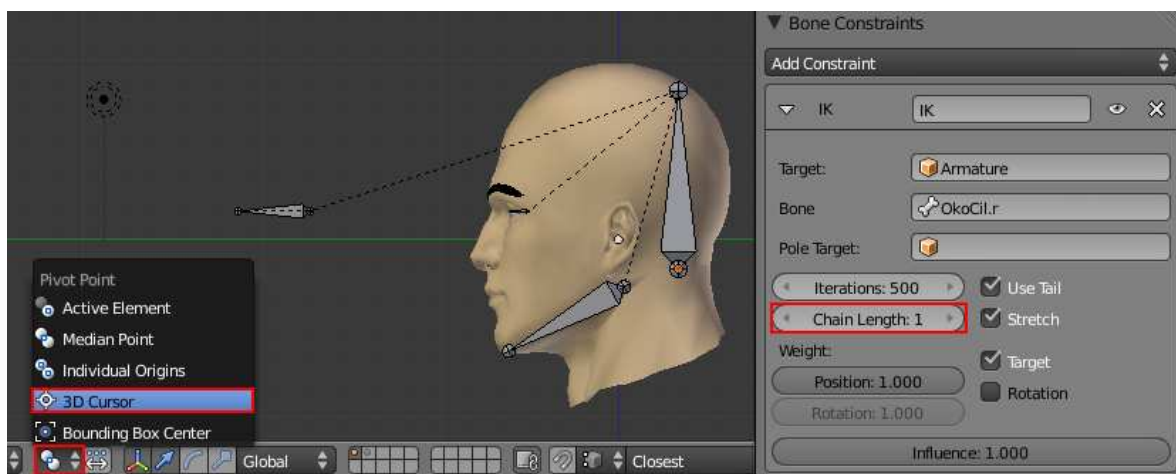 Pivot Point
Active Element
Median Point
Individual Origins
3D Cursor
Bounding Box Center
Global
Closest
Bone Constraints
Add Constraint
IK
IK
Target:
Armature
Bone
OkoCil.r
Pole Target:
Iterations: 500
Use Tail
Chain Length: 1
Stretch
Weight:
Target
Position: 1.000
Rotation
Rotation: 1.000
Influence: 1.000